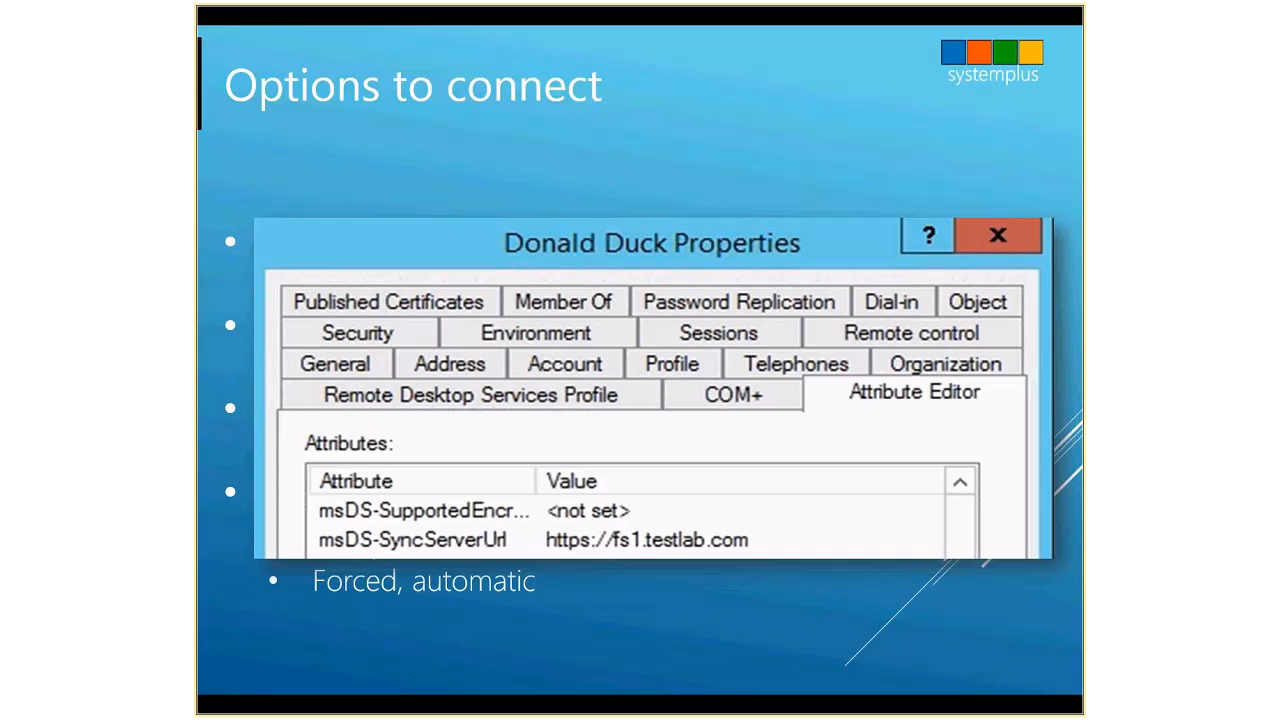 Options to connect
systemplus
Donald Duck Properties
?
x
Published Certificates Member Of Password Replication Dial-in Object
Security Environment Sessions Remote control
General Address Account Profile Telephones Organization
Remote Desktop Services Profile COM+ Attribute Editor
Attributes:
Attribute Value
msDS-SupportedEncr... <not set>
msDS-SyncServerUrl https://fs1.testlab.com
• Forced, automatic